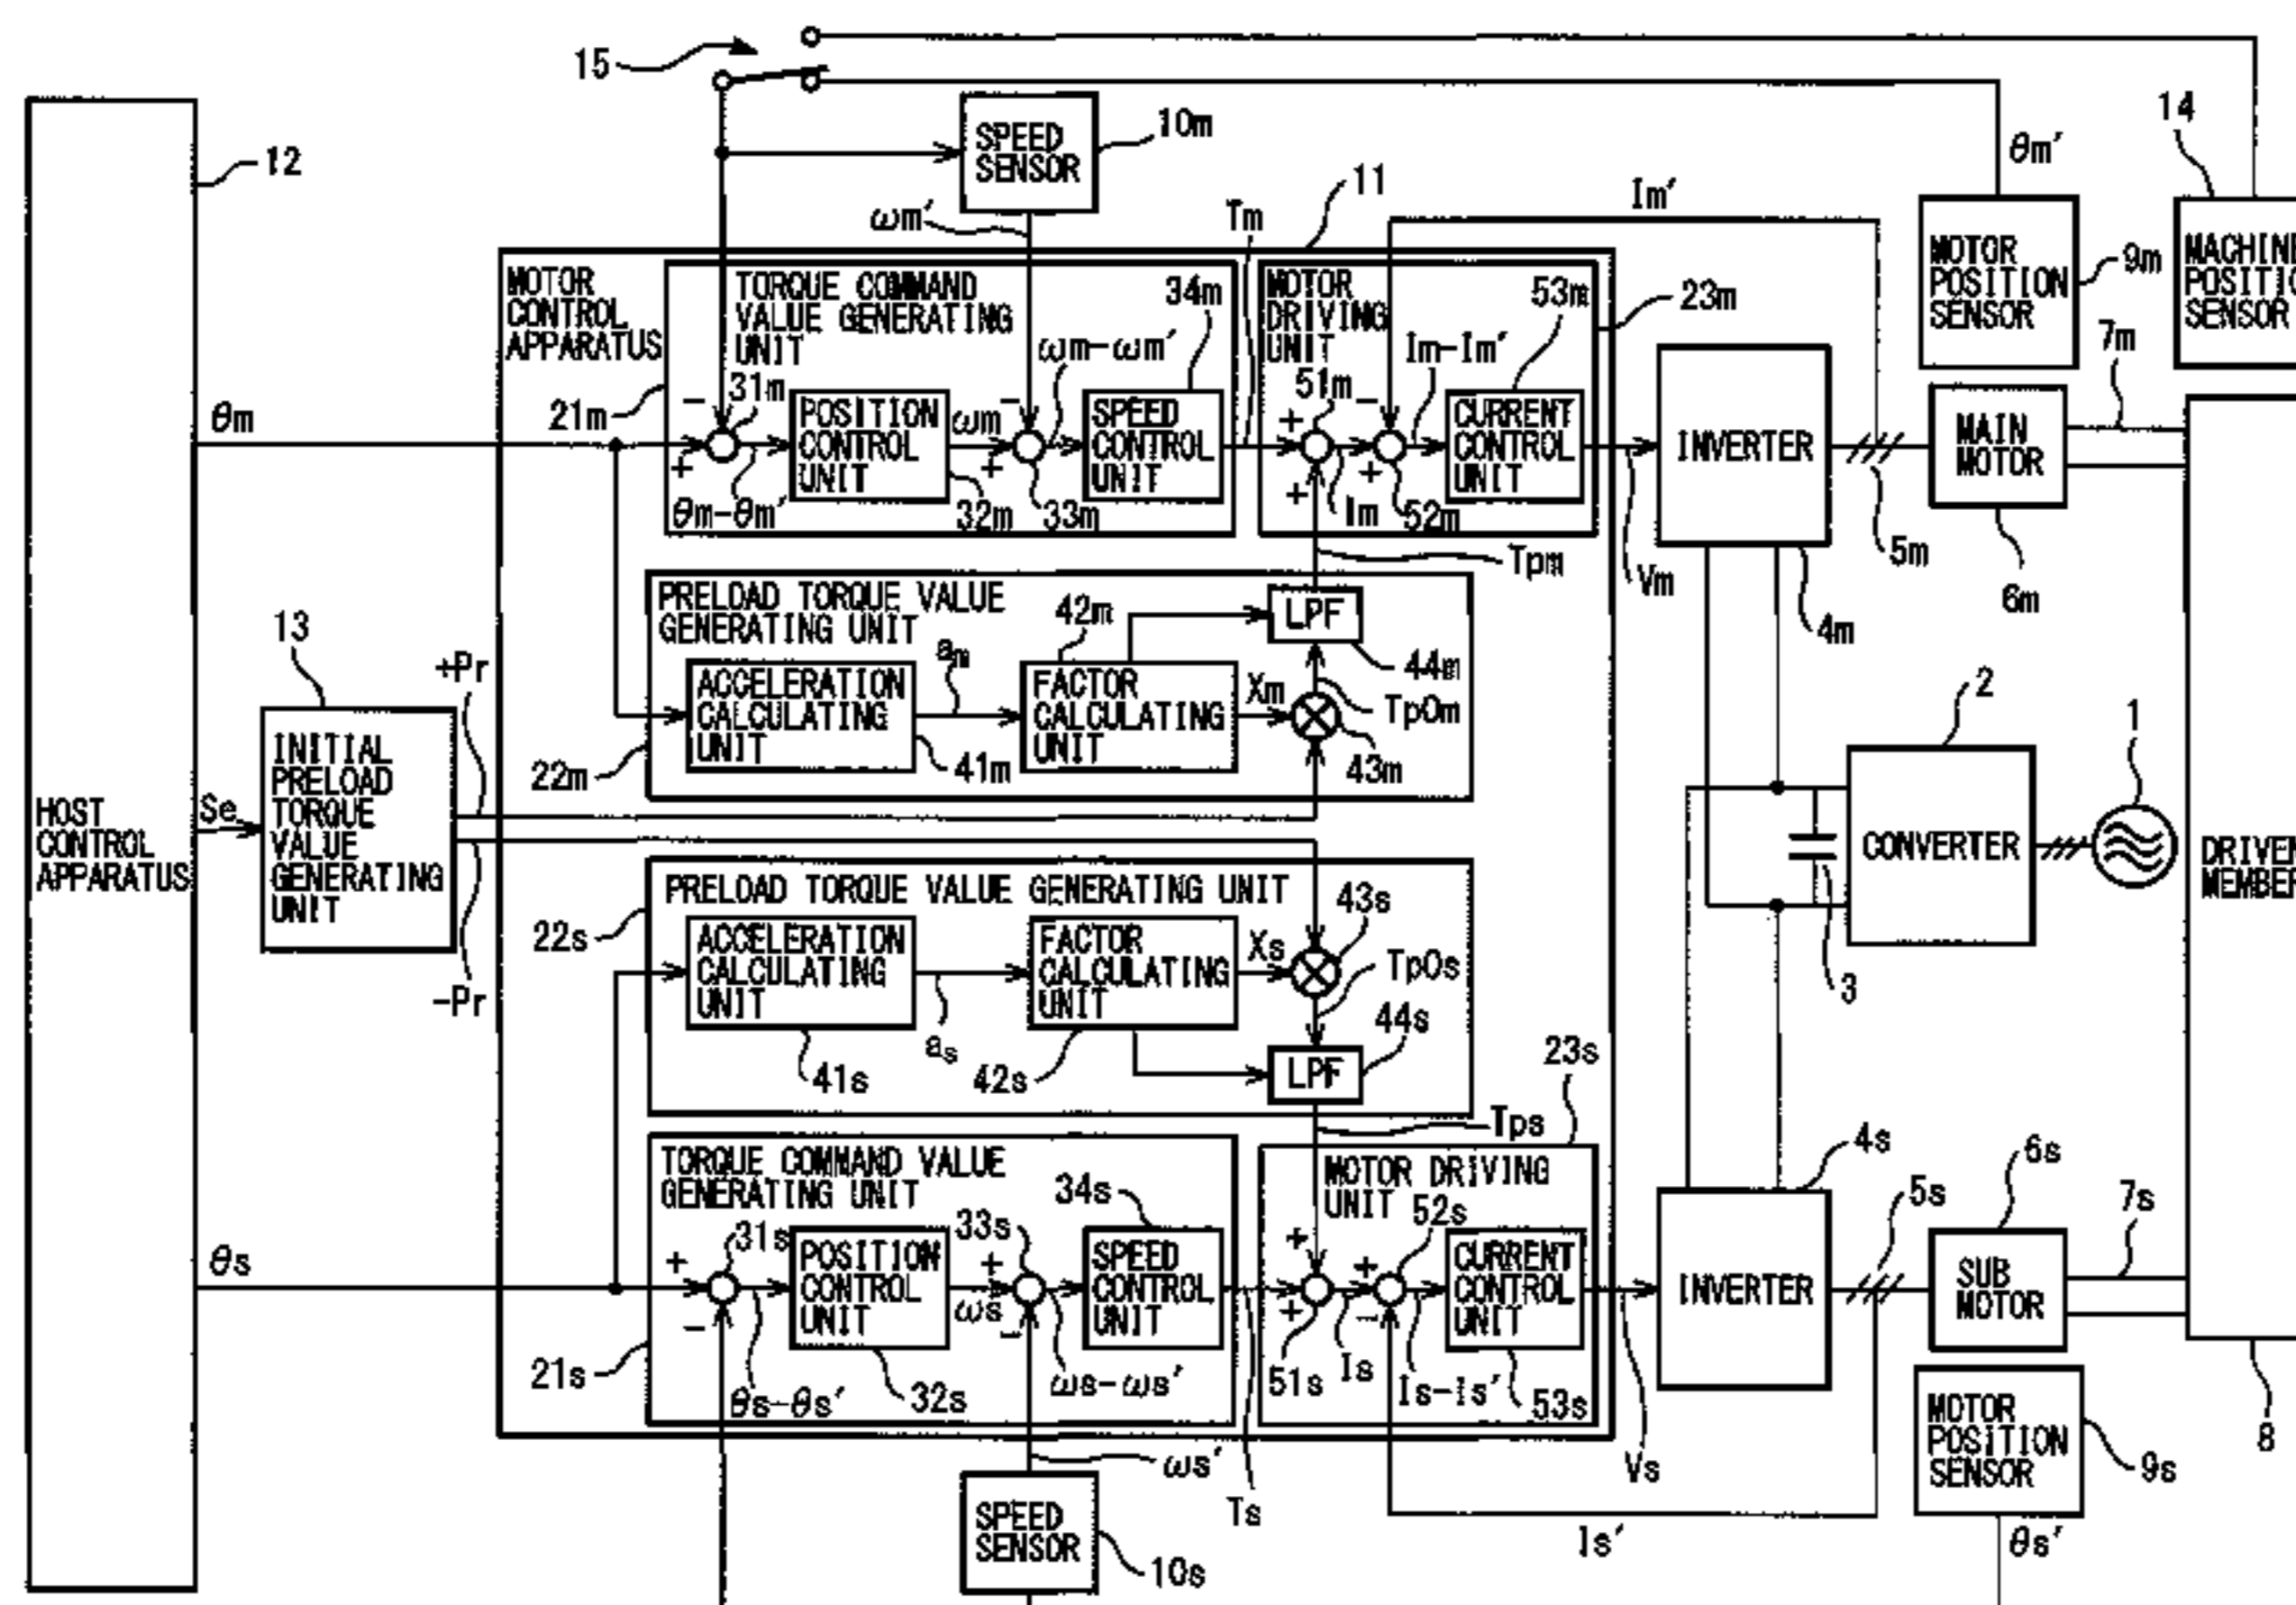 15
SPEED
SENSOR
10m
ωm′
θm′
14
12
11
Tm
Im′
MOTOR
POSITION
SENSOR
9m
MACHINE
POSITIO
SENSOR
MOTOR
CONTROL
APPARATUS
TORQUE COMMAND
VALUE GENERATING
UNIT
34m
MOTOR
DRIVING
UNIT
53m
23m
ωm-ωm′
Im-Im′
7m
21m
31m
51m
θm
-
+
POSITION
CONTROL
UNIT
ωm
-
+
SPEED
CONTROL
UNIT
+
+
-
+
CURRENT
CONTROL
UNIT
INVERTER
MAIN
MOTOR
θm-θm′
32m
33m
Im
52m
Tpm
Vm
5m
6m
4m
PRELOAD TORQUE VALUE
GENERATING UNIT
42m
LPF
44m
13
+Pr
ACCELERATION
CALCULATING
UNIT
am
FACTOR
CALCULATING
UNIT
Xm
Tp0m
22m
41m
43m
2
1
INITIAL
PRELOAD
TORQUE
VALUE
GENERATING
UNIT
HOST
CONTROL
APPARATUS
Se
CONVERTER
3
DRIVEN
MEMBER
PRELOAD TORQUE VALUE GENERATING UNIT
43s
22s
-Pr
ACCELERATION
CALCULATING
UNIT
as
FACTOR
CALCULATING
UNIT
Xs
Tp0s
44s
41s
42s
LPF
23s
Tps
TORQUE COMMAND VALUE
GENERATING UNIT
34s
MOTOR DRIVING
UNIT
52s
4s
5s
6s
7s
θs
+
-
31s
POSITION
CONTROL
UNIT
33s
+
ωs
-
SPEED
CONTROL
UNIT
+
+
+
-
CURRENT
CONTROL
UNIT
INVERTER
SUB
MOTOR
21s
θs-θs′
32s
ωs-ωs′
51s
Is
Is-Is′
53s
MOTOR
POSITION
SENSOR
9s
8
ωs′
Ts
Vs
SPEED
SENSOR
10s
Is′
θs′